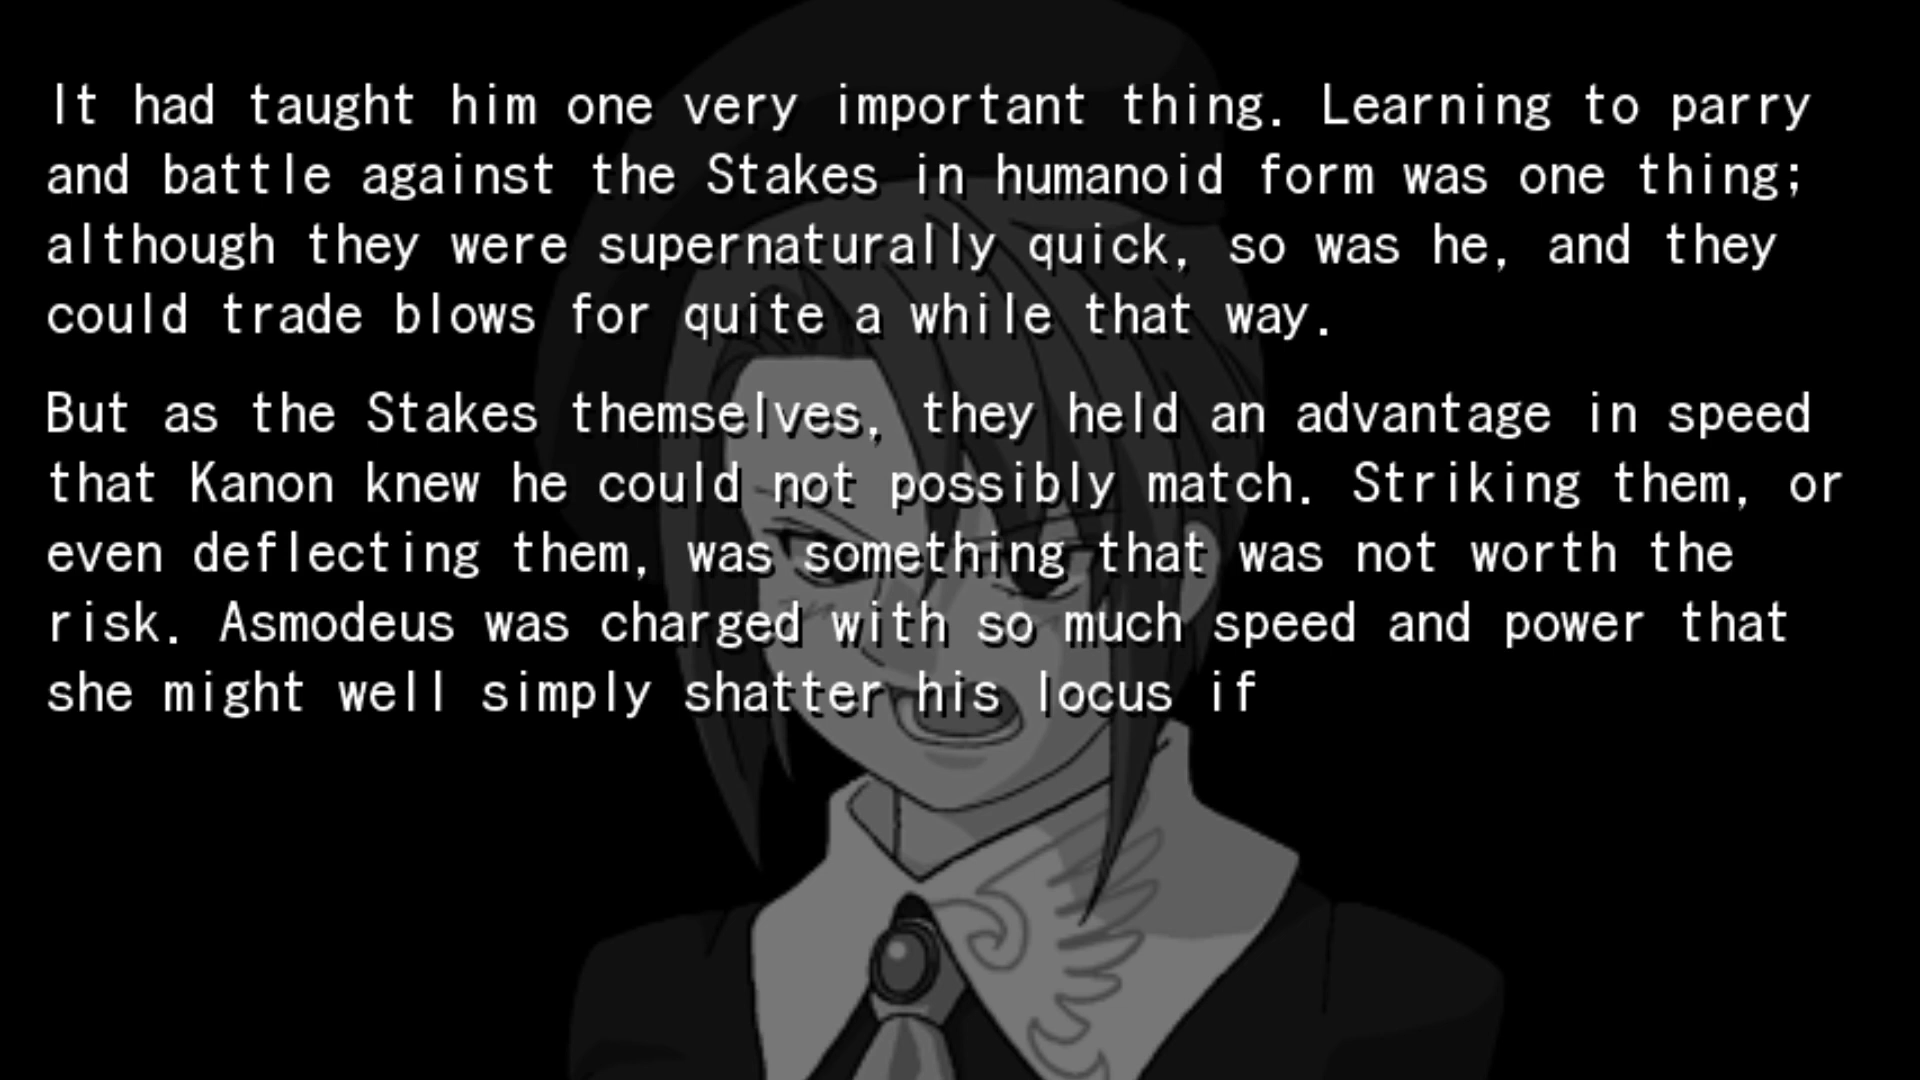 It had taught him one very important thing. Learning to parry
and battle against the Stakes in humanoid form was one thing;
although they were supernaturally quick, so was he, and they
could trade blows for quite a while that way.
But as the Stakes themselves, they held an advantage in speed
that Kanon knew he could not possibly match. Striking them, or
even deflecting them, was something that was not worth the
risk. Asmodeus was charged with so much speed and power that
she might well simply shatter his locus if